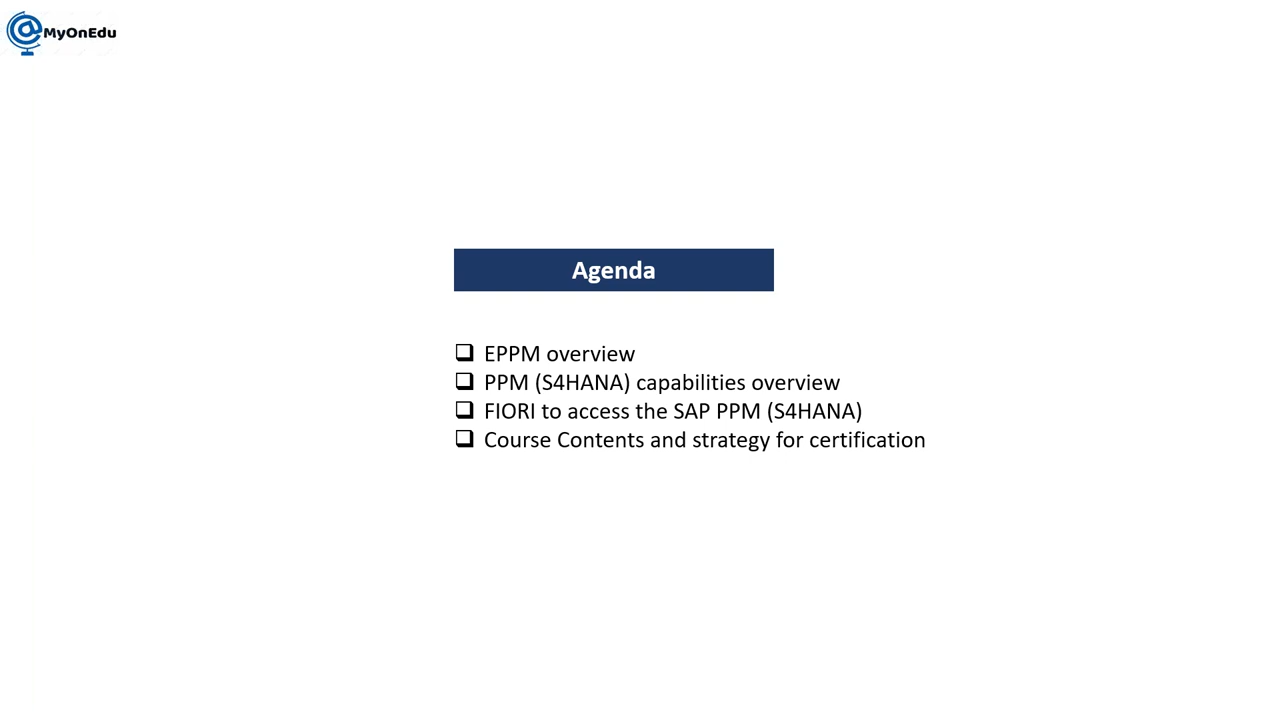 @MyOnEdu
Agenda
EPPM overview
PPM (S4HANA) capabilities overview
FIORI to access the SAP PPM (S4HANA)
Course Contents and strategy for certification